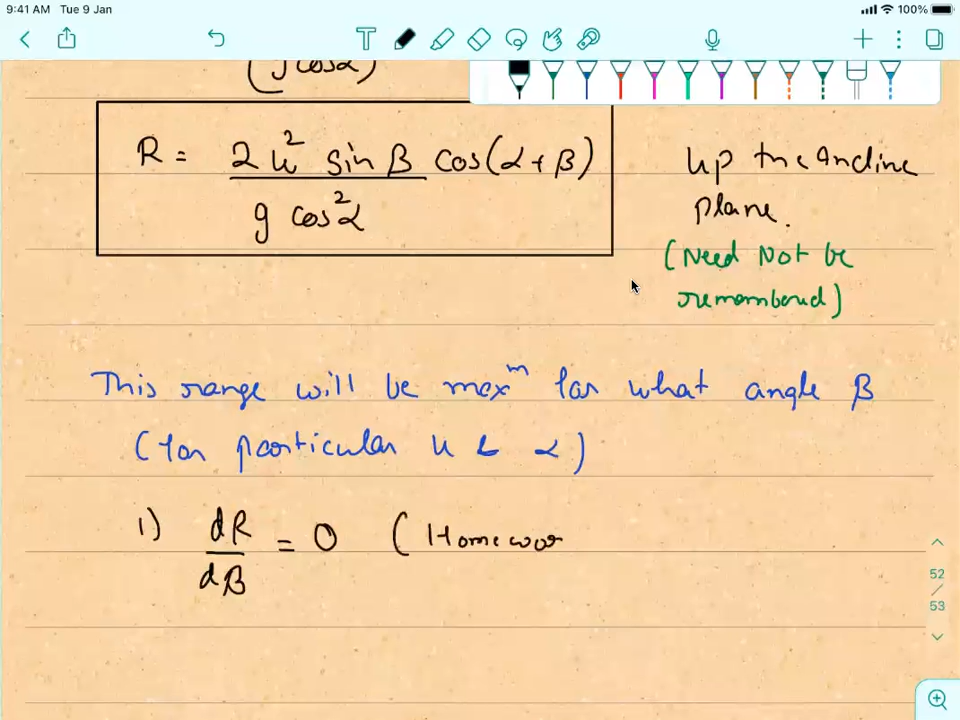 9:41 AM Tue 9 Jan
100%
(g cosα)
R = 2u² sin β cos(α+β)
g cos²α
Up the Incline
plane.
(Need Not be
remembered)
This range will be maxᵐ for what angle β
(for particular u & α)
1) dR = 0 (Homewor
dβ
52
/
53